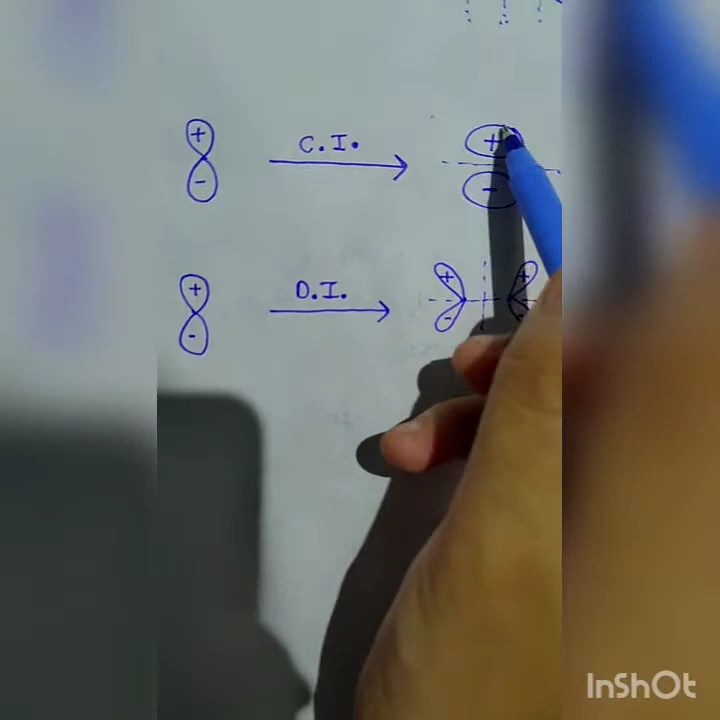 + C.I. +
-
-
+ D.I. + +
- - -
InShOt